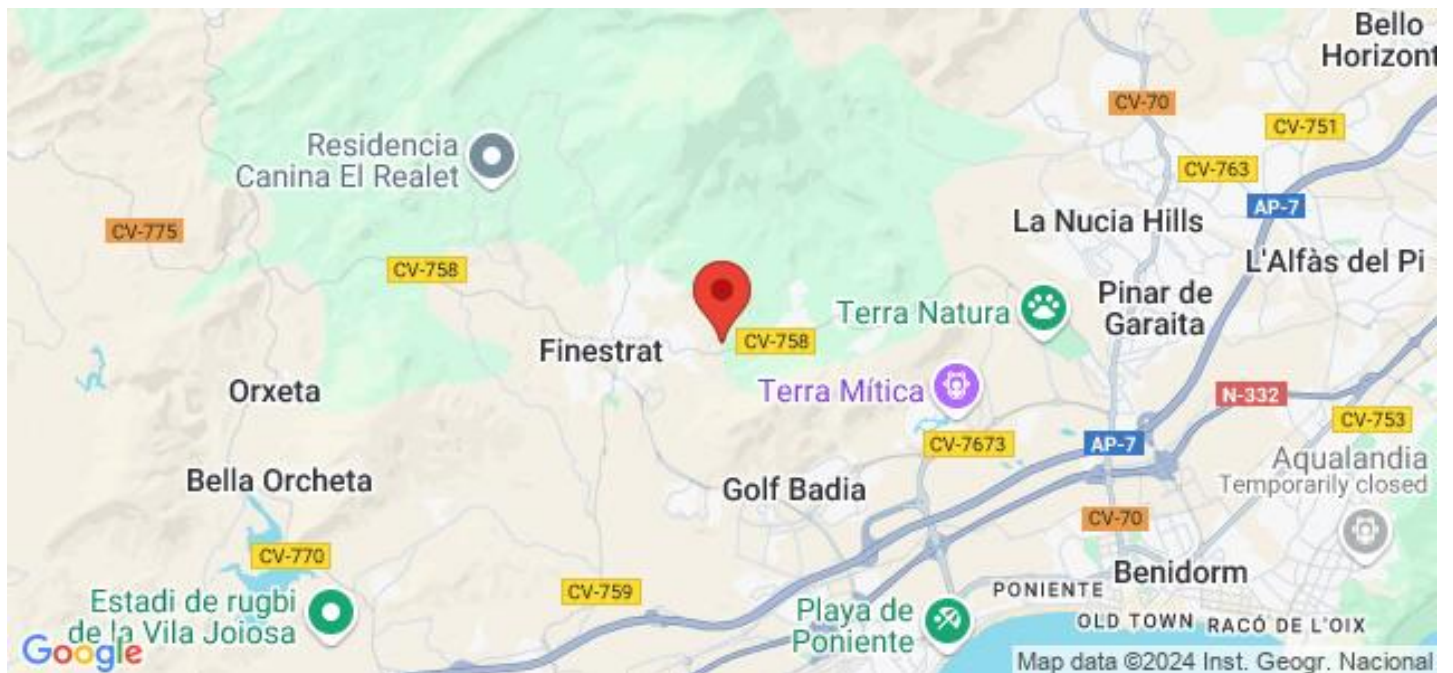 Bello
Horizont
CV-70
CV-751
Residencia
Canina El Realet
CV-763
AP-7
La Nucia Hills
CV-775
L'Alfàs del Pi
CV-758
Pinar de
Garaita
Terra Natura
CV-758
Finestrat
Orxeta
Terra Mítica
N-332
CV-753
CV-7673
AP-7
Aqualandia
Temporarily closed
Bella Orcheta
Golf Badia
CV-70
CV-770
Benidorm
CV-759
PONIENTE
Estadi de rugbi
de la Vila Joiosa
Playa de
Poniente
OLD TOWN
RACÓ DE L'OIX
Google
Map data ©2024 Inst. Geogr. Nacional